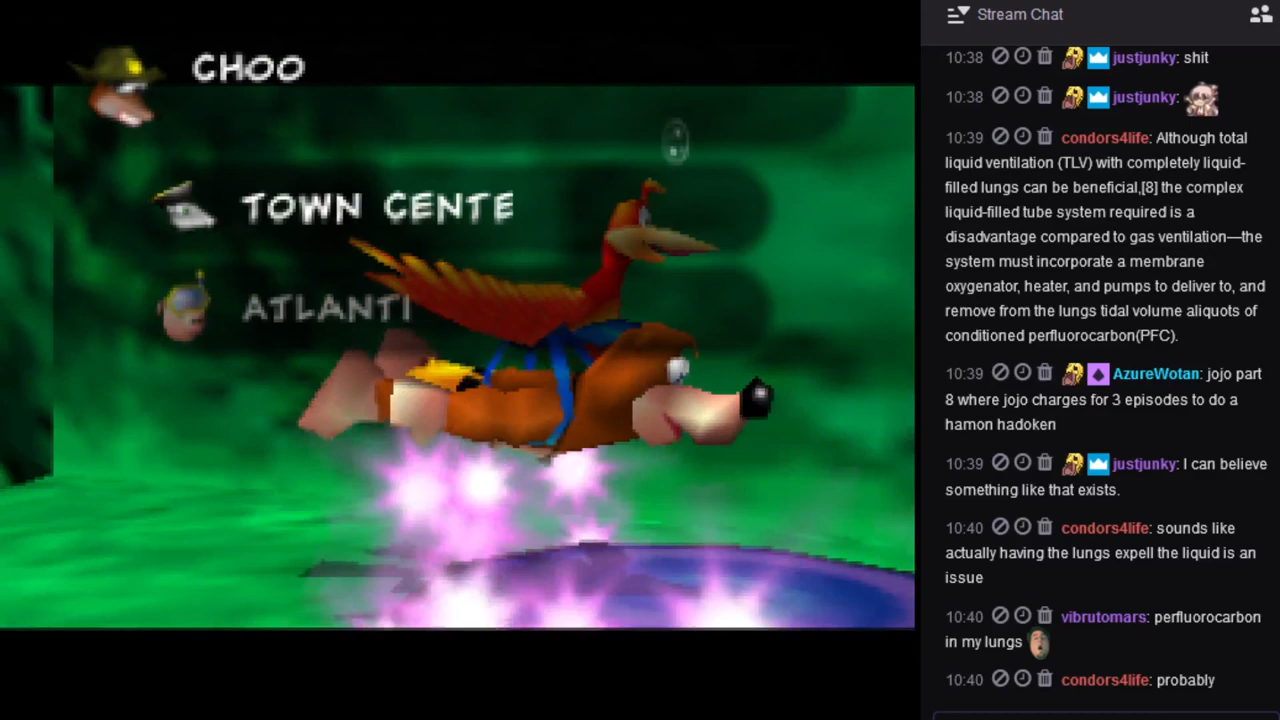 CHOO
TOWN CENTE
ATLANTI
Stream Chat
10:38 justjunky: shit
10:38 justjunky:
10:39 condors4life: Although total
liquid ventilation (TLV) with completely liquid-
filled lungs can be beneficial,[8] the complex
liquid-filled tube system required is a
disadvantage compared to gas ventilation—the
system must incorporate a membrane
oxygenator, heater, and pumps to deliver to, and
remove from the lungs tidal volume aliquots of
conditioned perfluorocarbon(PFC).
10:39 AzureWotan: jojo part
8 where jojo charges for 3 episodes to do a
hamon hadoken
10:39 justjunky: I can believe
something like that exists.
10:40 condors4life: sounds like
actually having the lungs expell the liquid is an
issue
10:40 vibrutomars: perfluorocarbon
in my lungs
10:40 condors4life: probably